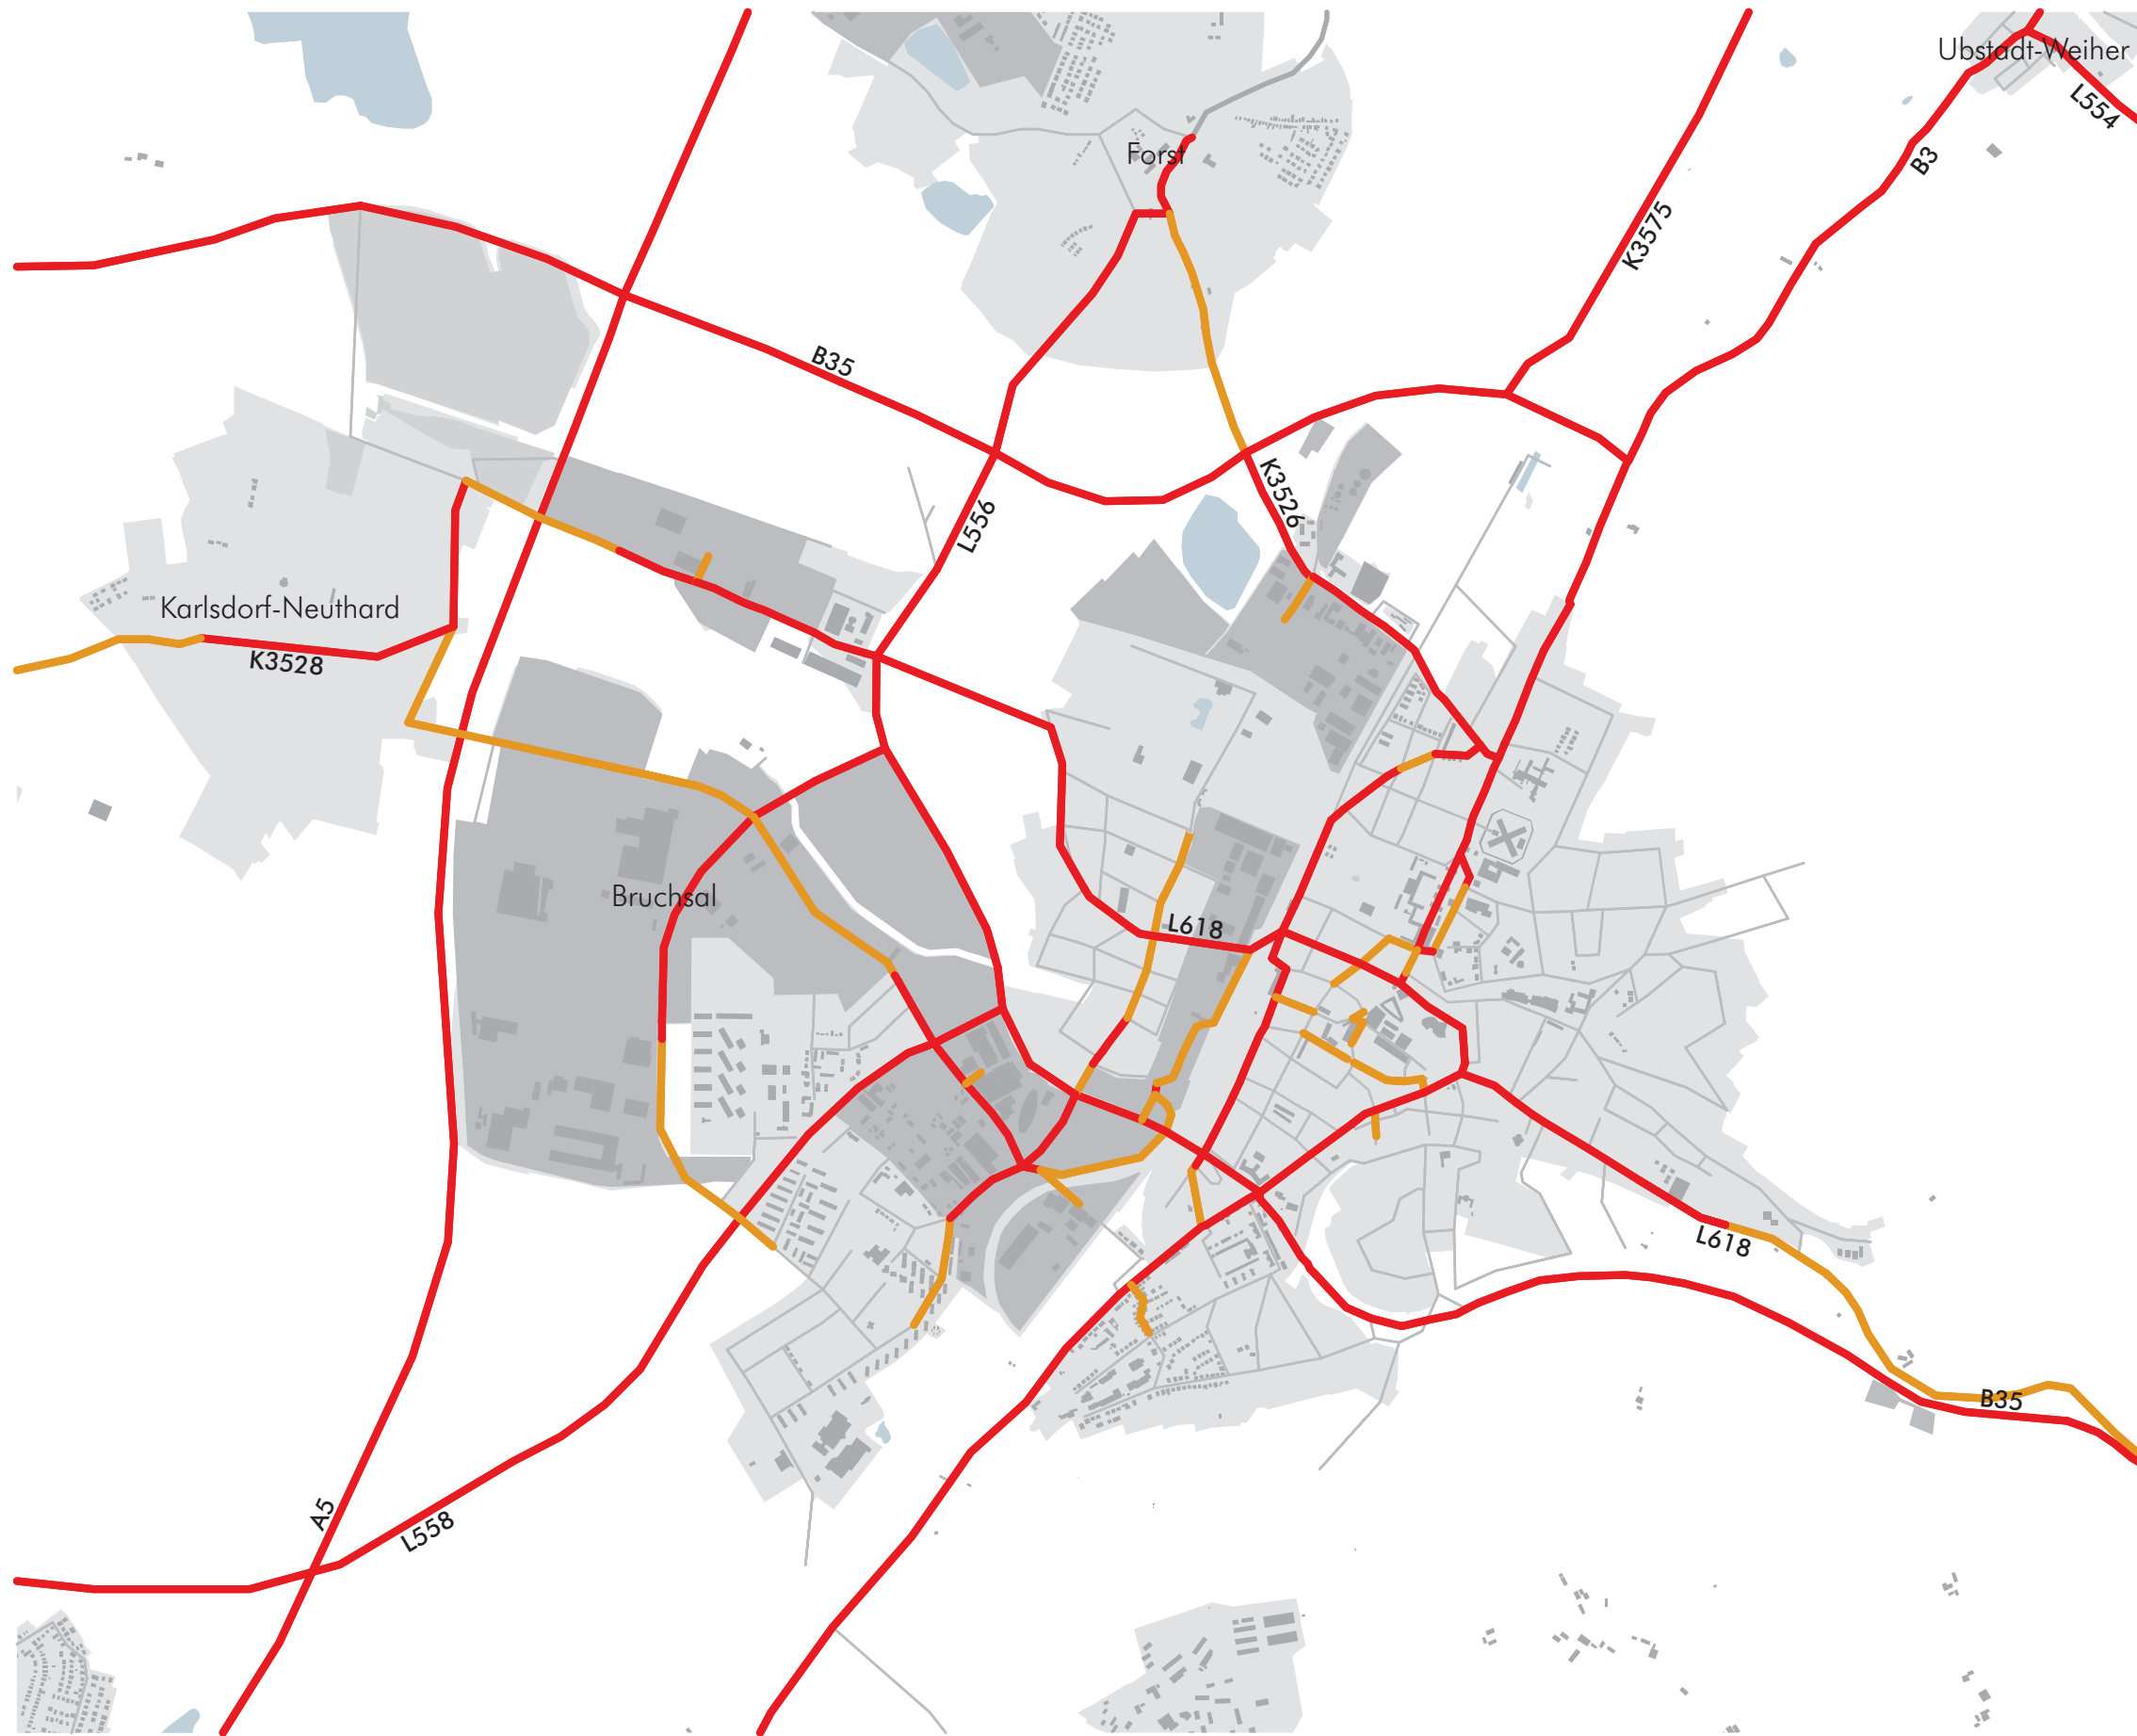 Ubstadt-Weiher
L554
B3
Forst
K3575
B35
K3526
L556
Karlsdorf-Neuthard
K3528
Bruchsal
L618
L618
B35
A5
L558